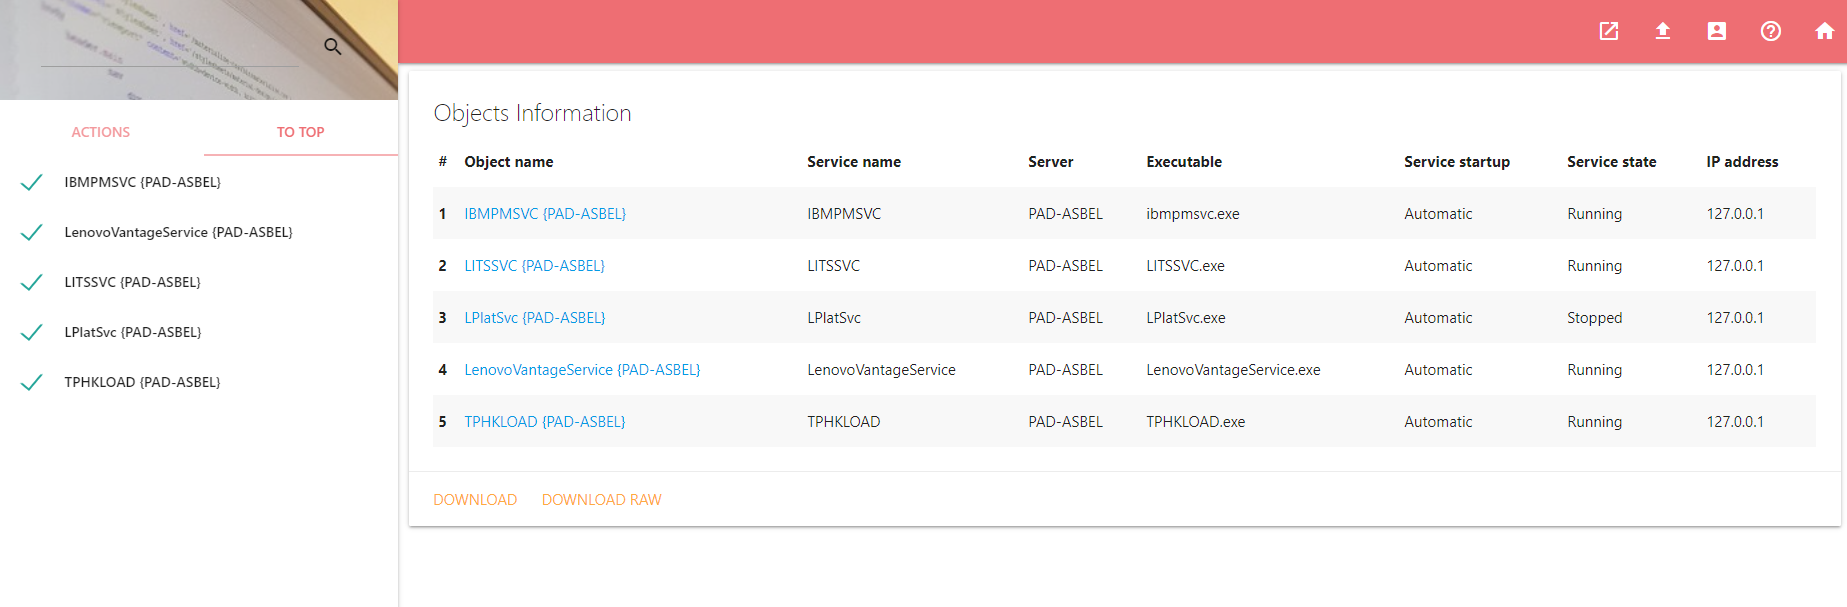 ACTIONS TO TOP
IBMPMSVC {PAD-ASBEL}
LenovoVantageService {PAD-ASBEL}
LITSSVC {PAD-ASBEL}
LPlatSvc {PAD-ASBEL}
TPHKLOAD {PAD-ASBEL}
Objects Information
# Object name Service name Server Executable Service startup Service state IP address
1 IBMPMSVC {PAD-ASBEL} IBMPMSVC PAD-ASBEL ibmpmsvc.exe Automatic Running 127.0.0.1
2 LITSSVC {PAD-ASBEL} LITSSVC PAD-ASBEL LITSSVC.exe Automatic Running 127.0.0.1
3 LPlatSvc {PAD-ASBEL} LPlatSvc PAD-ASBEL LPlatSvc.exe Automatic Stopped 127.0.0.1
4 LenovoVantageService {PAD-ASBEL} LenovoVantageService PAD-ASBEL LenovoVantageService.exe Automatic Running 127.0.0.1
5 TPHKLOAD {PAD-ASBEL} TPHKLOAD PAD-ASBEL TPHKLOAD.exe Automatic Running 127.0.0.1
DOWNLOAD DOWNLOAD RAW